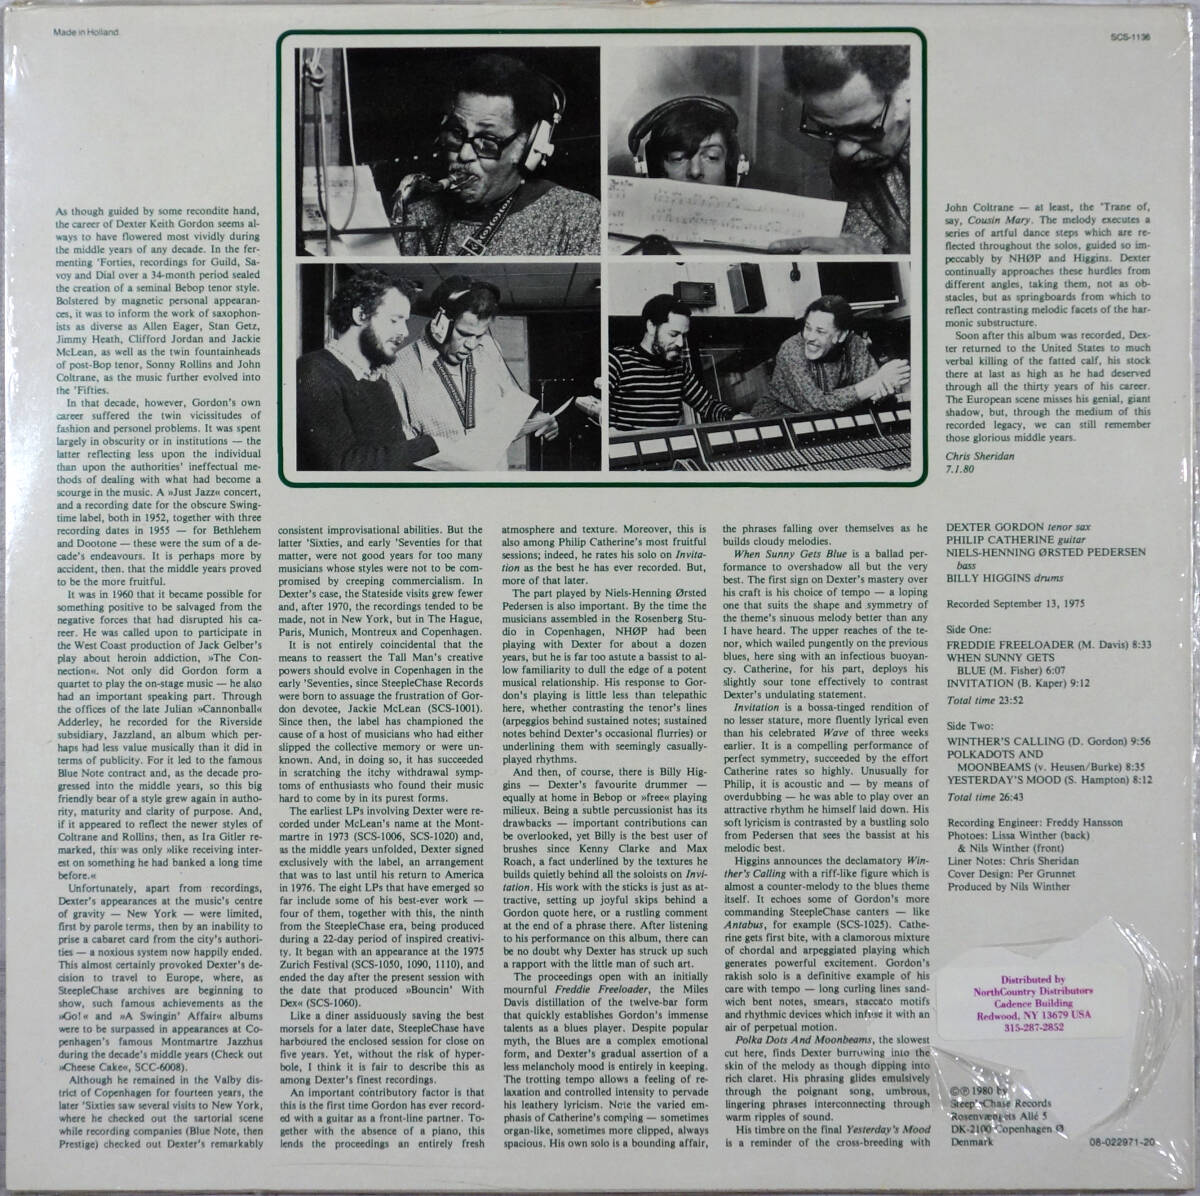 Made in Holland.
SCS-1136
As though guided by some recondite hand,
the career of Dexter Keith Gordon seems al-
ways to have flowered most vividly during
the middle years of any decade. In the fer-
menting 'Forties, recordings for Guild, Sa-
voy and Dial over a 34-month period sealed
the creation of a seminal Bebop tenor style.
Bolstered by magnetic personal appearan-
ces, it was to inform the work of saxophon-
ists as diverse as Allen Eager, Stan Getz,
Jimmy Heath, Clifford Jordan and Jackie
McLean, as well as the twin fountainheads
of post-Bop tenor, Sonny Rollins and John
Coltrane, as the music further evolved into
the 'Fifties.
In that decade, however, Gordon's own
career suffered the twin vicissitudes of
fashion and personel problems. It was spent
largely in obscurity or in institutions — the
latter reflecting less upon the individual
than upon the authorities' ineffectual me-
thods of dealing with what had become a
scourge in the music. A »Just Jazz« concert,
and a recording date for the obscure Swing-
time label, both in 1952, together with three
recording dates in 1955 — for Bethlehem
and Dootone — these were the sum of a de-
cade's endeavours. It is perhaps more by
accident, then. that the middle years proved
to be the more fruitful.
It was in 1960 that it became possible for
something positive to be salvaged from the
negative forces that had disrupted his ca-
reer. He was called upon to participate in
the West Coast production of Jack Gelber's
play about heroin addiction, »The Con-
nection«. Not only did Gordon form a
quartet to play the on-stage music — he also
had an important speaking part. Through
the offices of the late Julian »Cannonball«
Adderley, he recorded for the Riverside
subsidiary, Jazzland, an album which per-
haps had less value musically than it did in
terms of publicity. For it led to the famous
Blue Note contract and, as the decade pro-
gressed into the middle years, so this big
friendly bear of a style grew again in autho-
rity, maturity and clarity of purpose. And,
if it appeared to reflect the newer styles of
Coltrane and Rollins, then, as Ira Gitler re-
marked, this was only »like receiving inter-
est on something he had banked a long time
before.«
Unfortunately, apart from recordings,
Dexter's appearances at the music's centre
of gravity — New York — were limited,
first by parole terms, then by an inability to
prise a cabaret card from the city's authori-
ties — a noxious system now happily ended.
This almost certainly provoked Dexter's de-
cision to travel to Europe, where, as
SteepleChase archives are beginning to
show, such famous achievements as the
»Go!« and »A Swingin' Affair« albums
were to be surpassed in appearances at Co-
penhagen's famous Montmartre Jazzhus
during the decade's middle years (Check out
»Cheese Cake«, SCC-6008).
Although he remained in the Valby dis-
trict of Copenhagen for fourteen years, the
later 'Sixties saw several visits to New York,
where he checked out the sartorial scene
while recording companies (Blue Note, then
Prestige) checked out Dexter's remarkably
consistent improvisational abilities. But the
latter 'Sixties, and early 'Seventies for that
matter, were not good years for too many
musicians whose styles were not to be com-
promised by creeping commercialism. In
Dexter's case, the Stateside visits grew fewer
and, after 1970, the recordings tended to be
made, not in New York, but in The Hague,
Paris, Munich, Montreux and Copenhagen.
It is not entirely coincidental that the
means to reassert the Tall Man's creative
powers should evolve in Copenhagen in the
early 'Seventies, since SteepleChase Records
were born to assuage the frustration of Gor-
don devotee, Jackie McLean (SCS-1001).
Since then, the label has championed the
cause of a host of musicians who had either
slipped the collective memory or were un-
known. And, in doing so, it has succeeded
in scratching the itchy withdrawal symp-
toms of enthusiasts who found their music
hard to come by in its purest forms.
The earliest LPs involving Dexter were re-
corded under McLean's name at the Mont-
martre in 1973 (SCS-1006, SCS-1020) and,
as the middle years unfolded, Dexter signed
exclusively with the label, an arrangement
that was to last until his return to America
in 1976. The eight LPs that have emerged so
far include some of his best-ever work —
four of them, together with this, the ninth
from the SteepleChase era, being produced
during a 22-day period of inspired creativi-
ty. It began with an appearance at the 1975
Zurich Festival (SCS-1050, 1090, 1110), and
ended the day after the present session with
the date that produced »Bouncin' With
Dex« (SCS-1060).
Like a diner assiduously saving the best
morsels for a later date, SteepleChase have
harboured the enclosed session for close on
five years. Yet, without the risk of hyper-
bole, I think it is fair to describe this as
among Dexter's finest recordings.
An important contributory factor is that
this is the first time Gordon has ever record-
ed with a guitar as a front-line partner. To-
gether with the absence of a piano, this
lends the proceedings an entirely fresh
atmosphere and texture. Moreover, this is
also among Philip Catherine's most fruitful
sessions; indeed, he rates his solo on Invita-
tion as the best he has ever recorded. But,
more of that later.
The part played by Niels-Henning Ørsted
Pedersen is also important. By the time the
musicians assembled in the Rosenberg Stu-
dio in Copenhagen, NHØP had been
playing with Dexter for about a dozen
years, but he is far too astute a bassist to al-
low familiarity to dull the edge of a potent
musical relationship. His response to Gor-
don's playing is little less than telepathic
here, whether contrasting the tenor's lines
(arpeggios behind sustained notes; sustained
notes behind Dexter's occasional flurries) or
underlining them with seemingly casually-
played rhythms.
And then, of course, there is Billy Hig-
gins — Dexter's favourite drummer —
equally at home in Bebop or »free« playing
milieux. Being a subtle percussionist has its
drawbacks — important contributions can
be overlooked, yet Billy is the best user of
brushes since Kenny Clarke and Max
Roach, a fact underlined by the textures he
builds quietly behind all the soloists on Invi-
tation. His work with the sticks is just as at-
tractive, setting up joyful skips behind a
Gordon quote here, or a rustling comment
at the end of a phrase there. After listening
to his performance on this album, there can
be no doubt why Dexter has struck up such
a rapport with the little man of such art.
The proceedings open with an initially
mournful Freddie Freeloader, the Miles
Davis distillation of the twelve-bar form
that quickly establishes Gordon's immense
talents as a blues player. Despite popular
myth, the Blues are a complex emotional
form, and Dexter's gradual assertion of a
less melancholy mood is entirely in keeping.
The trotting tempo allows a feeling of re-
laxation and controlled intensity to pervade
his leathery lyricism. Note the varied em-
phasis of Catherine's comping — sometimes
organ-like, sometimes more clipped, always
spacious. His own solo is a bounding affair,
the phrases falling over themselves as he
builds cloudy melodies.
When Sunny Gets Blue is a ballad per-
formance to overshadow all but the very
best. The first sign on Dexter's mastery over
his craft is his choice of tempo — a loping
one that suits the shape and symmetry of
the theme's sinuous melody better than any
I have heard. The upper reaches of the te-
nor, which wailed pungently on the previous
blues, here sing with an infectious buoyan-
cy. Catherine, for his part, deploys his
slightly sour tone effectively to contrast
Dexter's undulating statement.
Invitation is a bossa-tinged rendition of
no lesser stature, more fluently lyrical even
than his celebrated Wave of three weeks
earlier. It is a compelling performance of
perfect symmetry, succeeded by the effort
Catherine rates so highly. Unusually for
Philip, it is acoustic and — by means of
overdubbing — he was able to play over an
attractive rhythm he himself laid down. His
soft lyricism is contrasted by a bustling solo
from Pedersen that sees the bassist at his
melodic best.
Higgins announces the declamatory Win-
ther's Calling with a riff-like figure which is
almost a counter-melody to the blues theme
itself. It echoes some of Gordon's more
commanding SteepleChase canters — like
Antabus, for example (SCS-1025). Cathe-
rine gets first bite, with a clamorous mixture
of chordal and arpeggiated playing which
generates powerful excitement. Gordon's
rakish solo is a definitive example of his
care with tempo — long curling lines sand-
wich bent notes, smears, staccato motifs
and rhythmic devices which infuse it with an
air of perpetual motion.
Polka Dots And Moonbeams, the slowest
cut here, finds Dexter burrowing into the
skin of the melody as though dipping into
rich claret. His phrasing glides emulsively
through the poignant song, umbrous,
lingering phrases interconnecting through
warm ripples of sound.
His timbre on the final Yesterday's Mood
is a reminder of the cross-breeding with
John Coltrane — at least, the 'Trane of,
say, Cousin Mary. The melody executes a
series of artful dance steps which are re-
flected throughout the solos, guided so im-
peccably by NHØP and Higgins. Dexter
continually approaches these hurdles from
different angles, taking them, not as ob-
stacles, but as springboards from which to
reflect contrasting melodic facets of the har-
monic substructure.
Soon after this album was recorded, Dex-
ter returned to the United States to much
verbal killing of the fatted calf, his stock
there at last as high as he had deserved
through all the thirty years of his career.
The European scene misses his genial, giant
shadow, but, through the medium of this
recorded legacy, we can still remember
those glorious middle years.
Chris Sheridan
7.1.80
DEXTER GORDON tenor sax
PHILIP CATHERINE guitar
NIELS-HENNING ØRSTED PEDERSEN
bass
BILLY HIGGINS drums
Recorded September 13, 1975
Side One:
FREDDIE FREELOADER (M. Davis) 8:33
WHEN SUNNY GETS
BLUE (M. Fisher) 6:07
INVITATION (B. Kaper) 9:12
Total time 23:52
Side Two:
WINTHER'S CALLING (D. Gordon) 9:56
POLKADOTS AND
MOONBEAMS (v. Heusen/Burke) 8:35
YESTERDAY'S MOOD (S. Hampton) 8:12
Total time 26:43
Recording Engineer: Freddy Hansson
Photoes: Lissa Winther (back)
& Nils Winther (front)
Liner Notes: Chris Sheridan
Cover Design: Per Grunnet
Produced by Nils Winther
Distributed by
NorthCountry Distributors
Cadence Building
Redwood, NY 13679 USA
315-287-2852
©℗ 1980 by
SteepleChase Records
Rosenvængets Allé 5
DK-2100 Copenhagen Ø
Denmark
08-022971-20